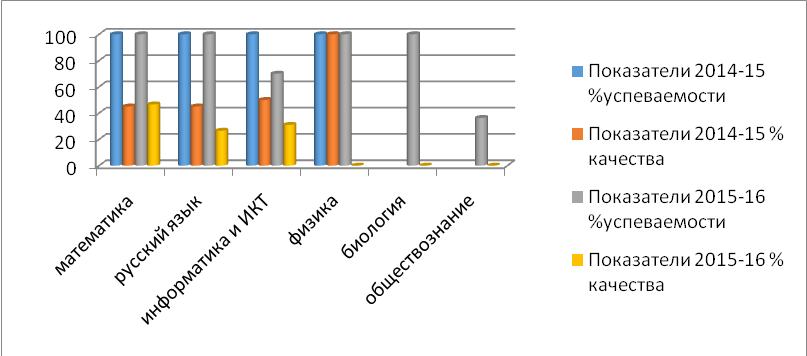 100
80
60
40
20
0
математика
русский язык
информатика и ИКТ
физика
биология
обществознание
Показатели 2014-15
%успеваемости
Показатели 2014-15 %
качества
Показатели 2015-16
%успеваемости
Показатели 2015-16 %
качества